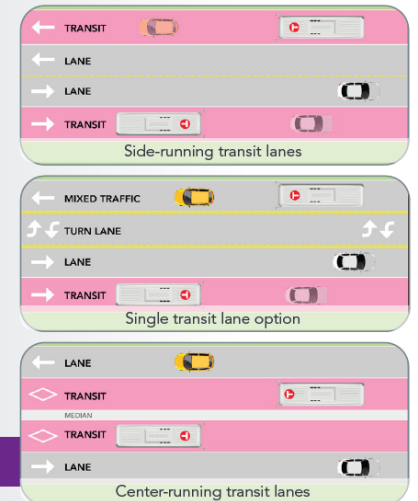 TRANSIT
LANE
LANE
TRANSIT
Side-running transit lanes
MIXED TRAFFIC
TURN LANE
LANE
TRANSIT
Single transit lane option
LANE
TRANSIT
MEDIAN
TRANSIT
LANE
Center-running transit lanes